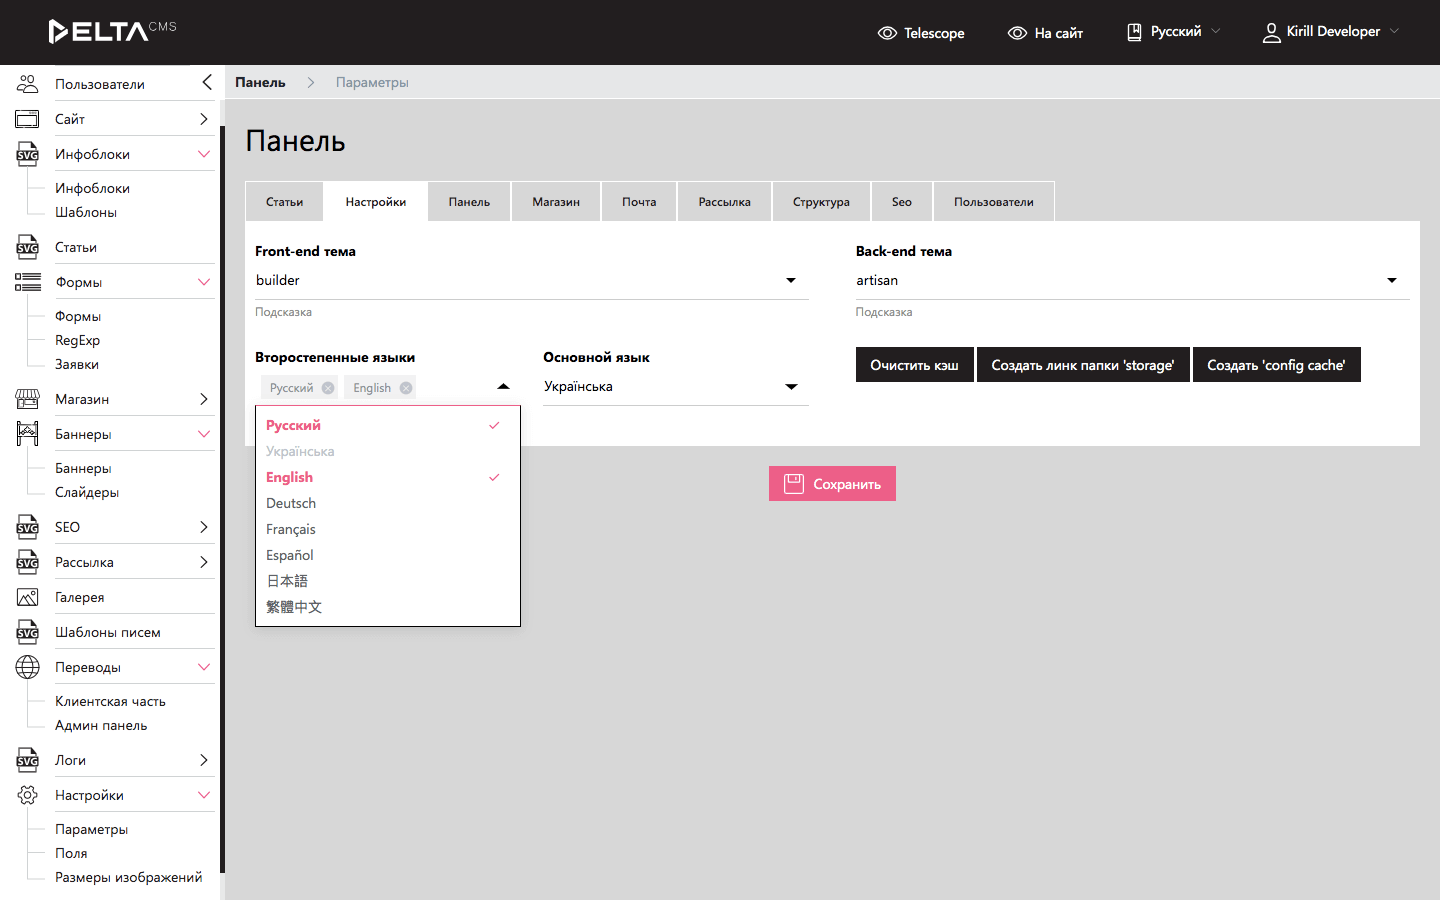 DELTA CMS
Telescope
На сайт
Русский
Kirill Developer
Пользователи
Сайт
SVG Инфоблоки
Инфоблоки
Шаблоны
SVG Статьи
Формы
Формы
RegExp
Заявки
Магазин
Баннеры
Баннеры
Слайдеры
SVG SEO
SVG Рассылка
Галерея
SVG Шаблоны писем
Переводы
Клиентская часть
Админ панель
SVG Логи
Настройки
Параметры
Поля
Размеры изображений
Панель
Параметры
Панель
Статьи
Настройки
Панель
Магазин
Почта
Рассылка
Структура
Seo
Пользователи
Front-end тема
builder
Подсказка
Back-end тема
artisan
Подсказка
Второстепенные языки
Русский
English
Русский
Українська
English
Deutsch
Français
Español
日本語
繁體中文
Основной язык
Українська
Очистить кэш
Создать линк папки 'storage'
Создать 'config cache'
Сохранить